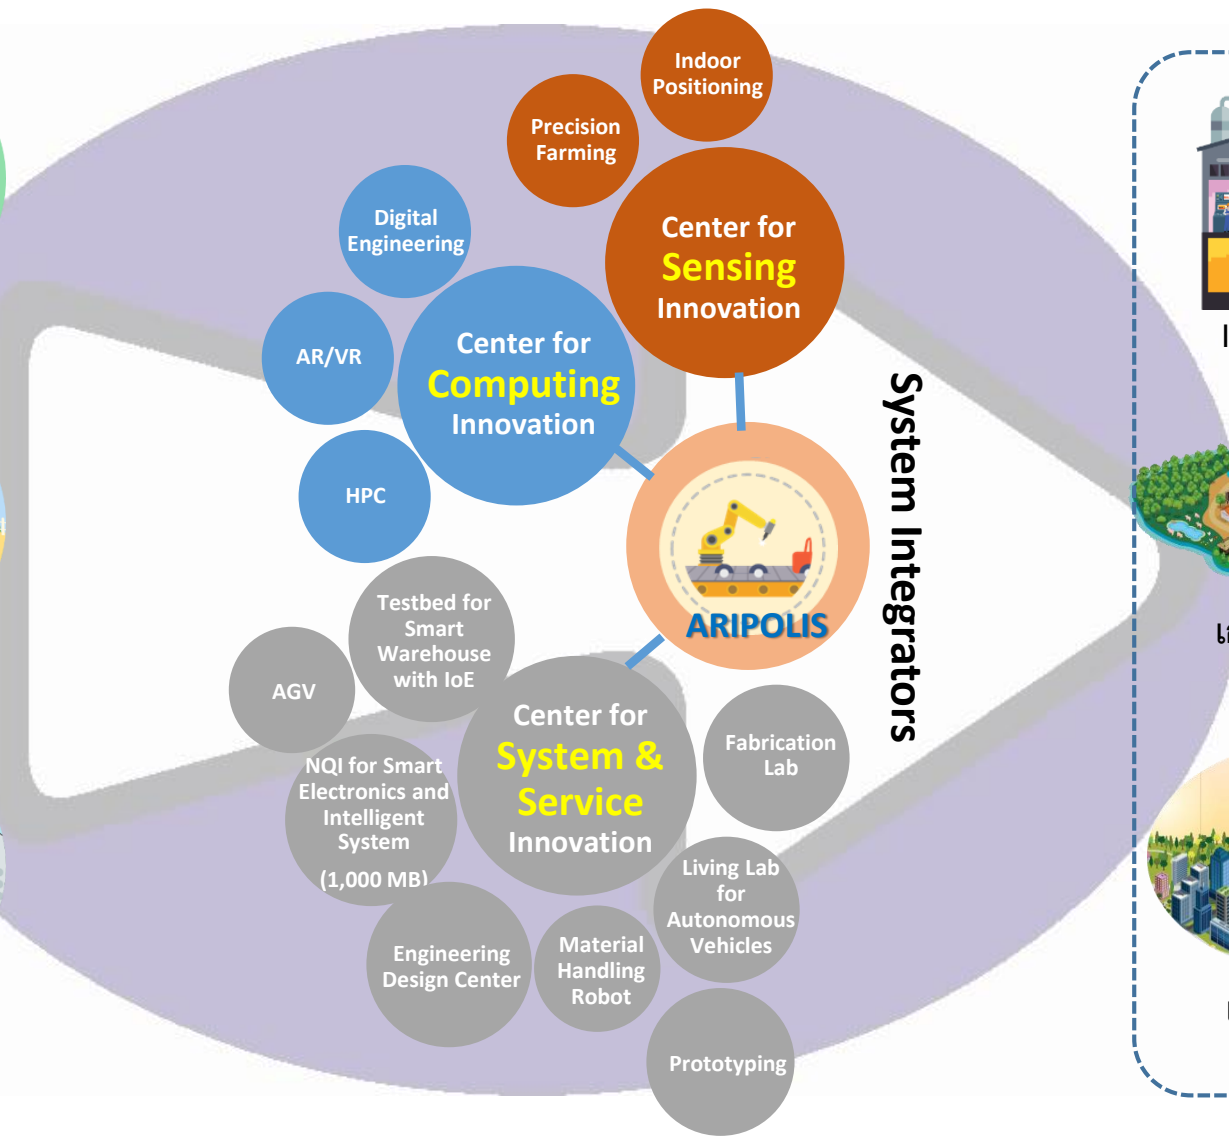 Indoor
Positioning
Precision
Farming
Center for
Sensing
Innovation
Digital
Engineering
AR/VR
HPC
Center for
Computing
Innovation
ARIPOLIS
System Integrators
Testbed for
Smart
Warehouse
with IoE
AGV
NQI for Smart
Electronics and
Intelligent
System
(1,000 MB)
Center for
System &
Service
Innovation
Fabrication
Lab
Living Lab
for
Autonomous
Vehicles
Engineering
Design Center
Material
Handling
Robot
Prototyping